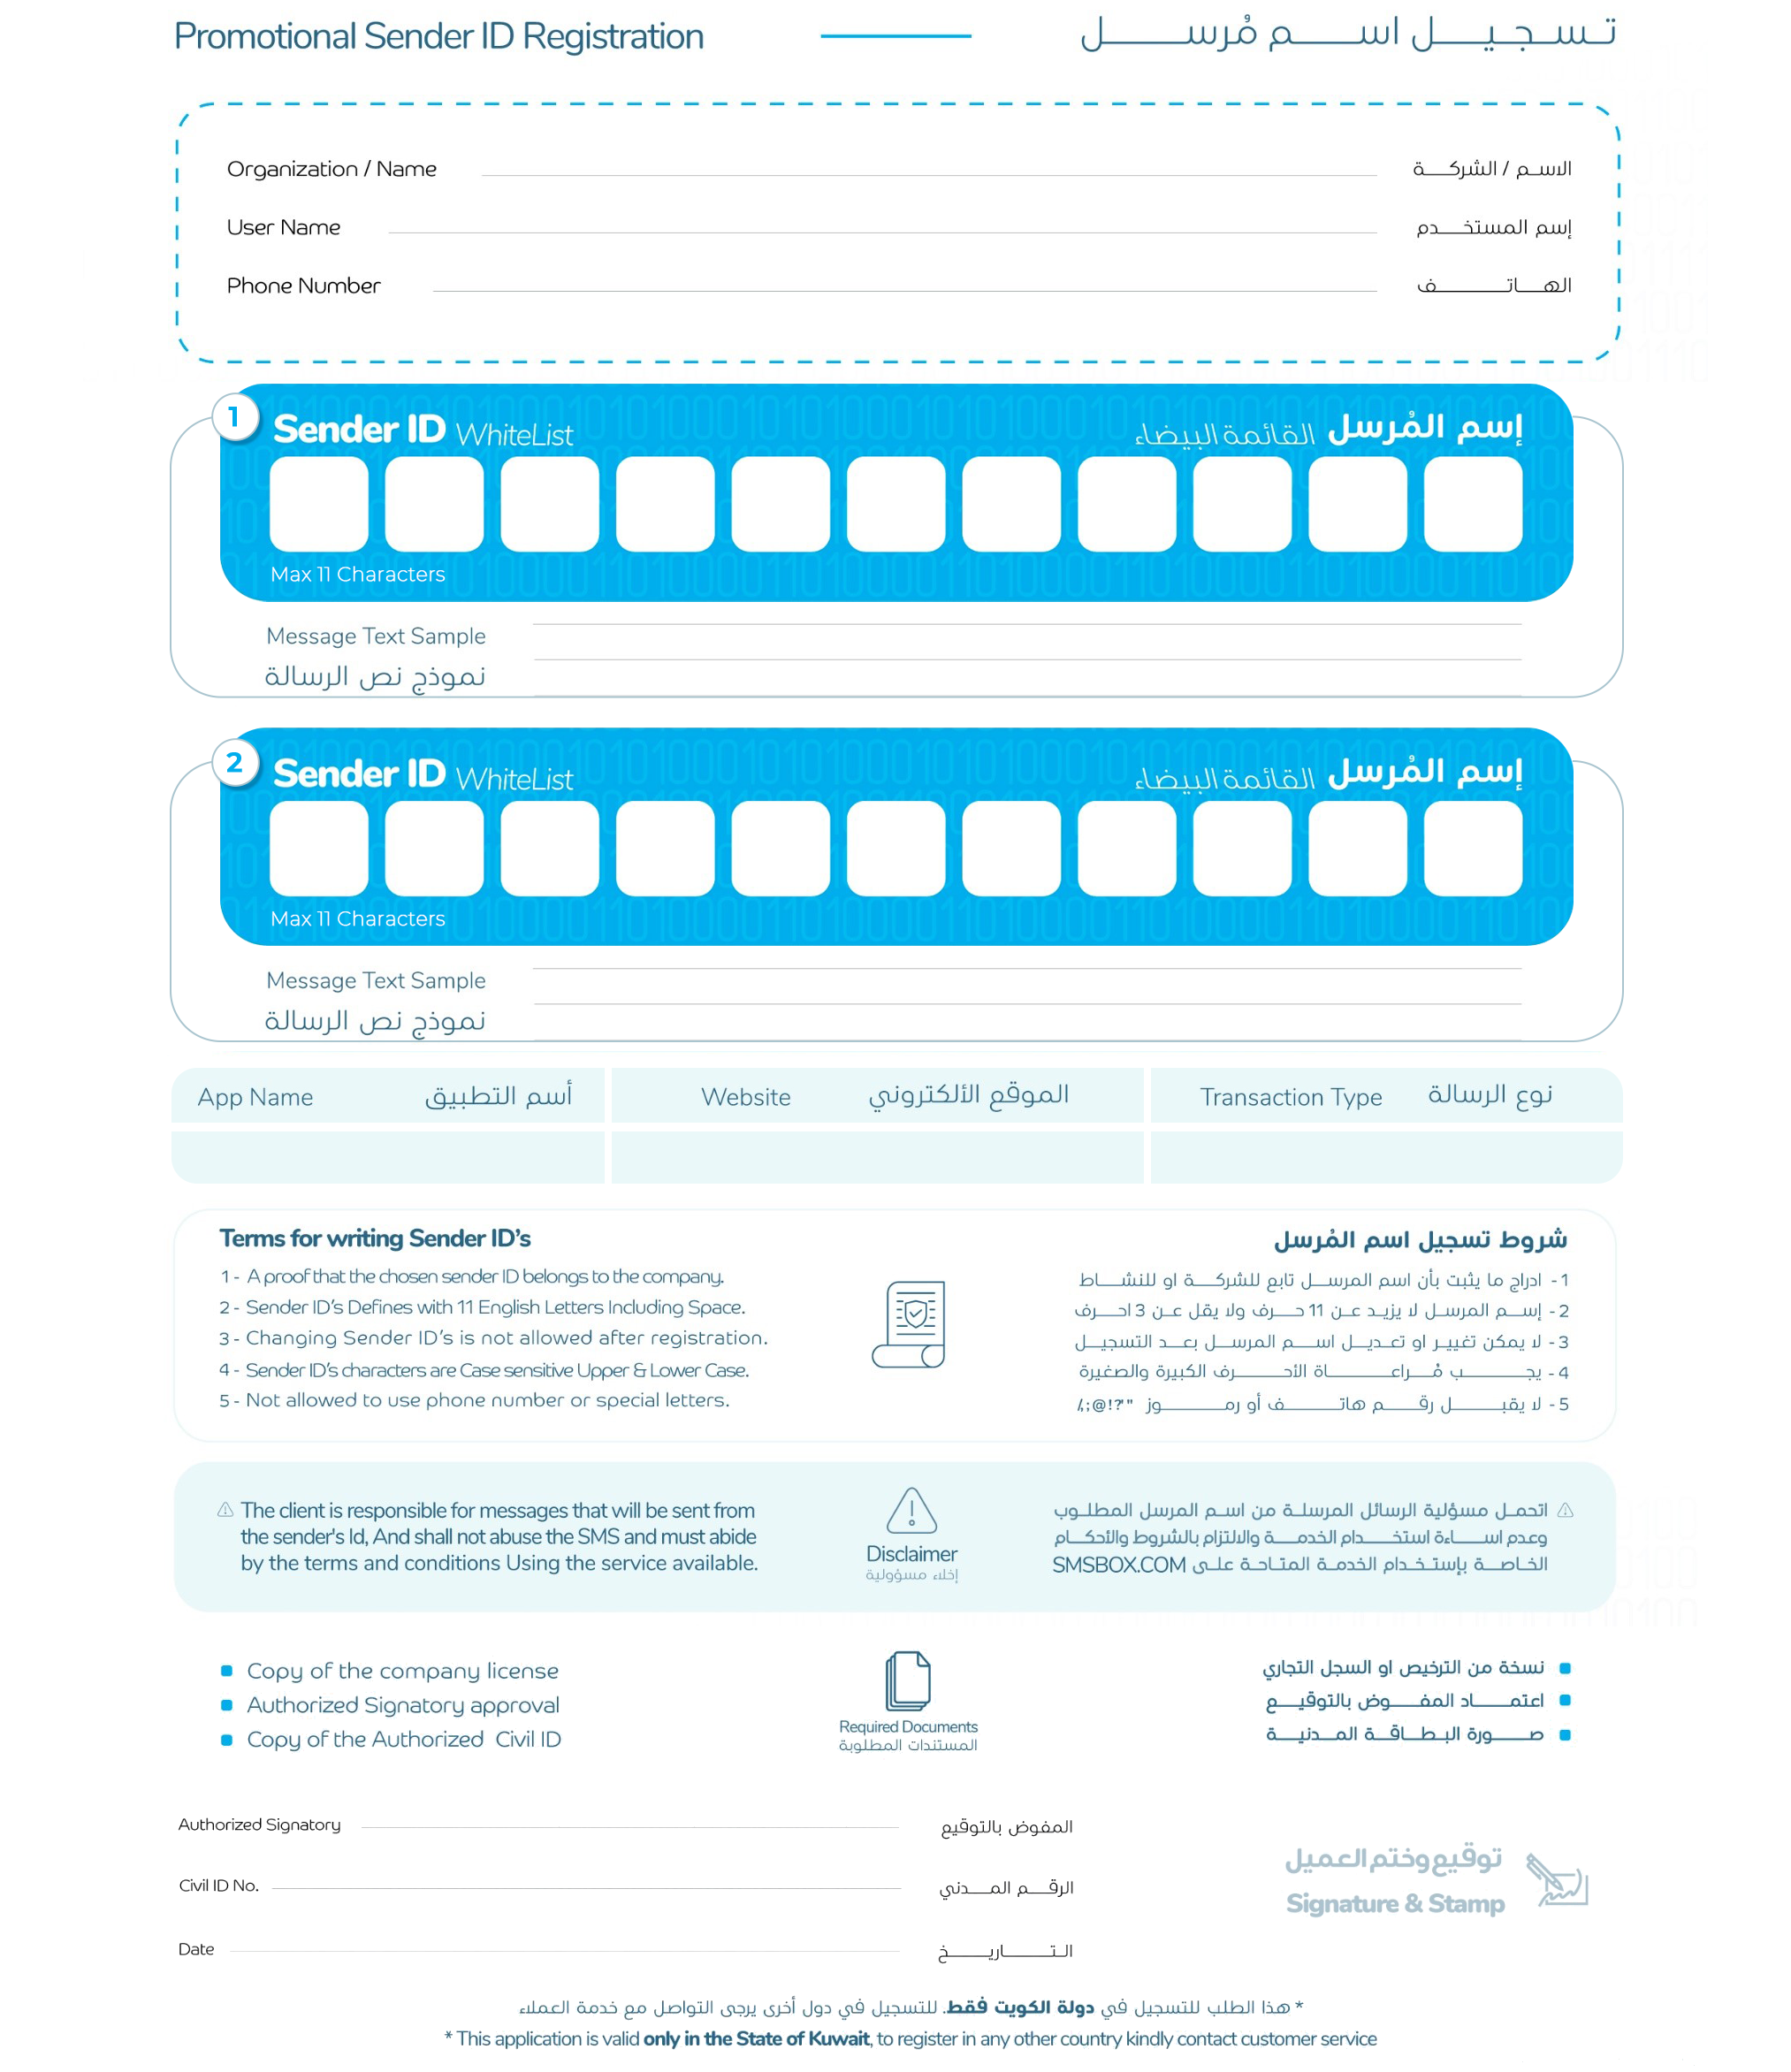 Promotional Sender ID Registration
تسجيل اسم مُرسل
Organization / Name الاسم / الشركة
User Name إسم المستخدم
Phone Number الهاتف
1
Sender ID WhiteList
إسم المُرسل القائمة البيضاء
Max 11 Characters
Message Text Sample
نموذج نص الرسالة
2
Sender ID WhiteList
إسم المُرسل القائمة البيضاء
Max 11 Characters
Message Text Sample
نموذج نص الرسالة
App Name أسم التطبيق
Website الموقع الألكتروني
Transaction Type نوع الرسالة
Terms for writing Sender ID's
1 - A proof that the chosen sender ID belongs to the company.
2 - Sender ID's Defines with 11 English Letters Including Space.
3 - Changing Sender ID's is not allowed after registration.
4 - Sender ID's characters are Case sensitive Upper & Lower Case.
5 - Not allowed to use phone number or special letters.
شروط تسجيل اسم المُرسل
1- ادراج ما يثبت بأن اسم المرسل تابع للشركة او للنشاط
2- إسم المرسل لا يزيد عن 11 حرف ولا يقل عن 3 احرف
3- لا يمكن تغيير او تعديل اسم المرسل بعد التسجيل
4- يجب مُراعاة الأحرف الكبيرة والصغيرة
5- لا يقبل رقم هاتف أو رموز "'?!@;,/
The client is responsible for messages that will be sent from
the sender's Id, And shall not abuse the SMS and must abide
by the terms and conditions Using the service available.
Disclaimer
إخلاء مسؤولية
اتحمل مسؤلية الرسائل المرسلة من اسم المرسل المطلوب
وعدم اساءة استخدام الخدمة والالتزام بالشروط والأحكام
الخاصة بإستخدام الخدمة المتاحة على SMSBOX.COM
Copy of the company license
Authorized Signatory approval
Copy of the Authorized Civil ID
Required Documents
المستندات المطلوبة
نسخة من الترخيص او السجل التجاري
اعتماد المفوض بالتوقيع
صورة البطاقة المدنية
Authorized Signatory المفوض بالتوقيع
Civil ID No. الرقم المدني
Date التاريخ
توقيع وختم العميل
Signature & Stamp
* هذا الطلب للتسجيل في دولة الكويت فقط. للتسجيل في دول أخرى يرجى التواصل مع خدمة العملاء
* This application is valid only in the State of Kuwait, to register in any other country kindly contact customer service